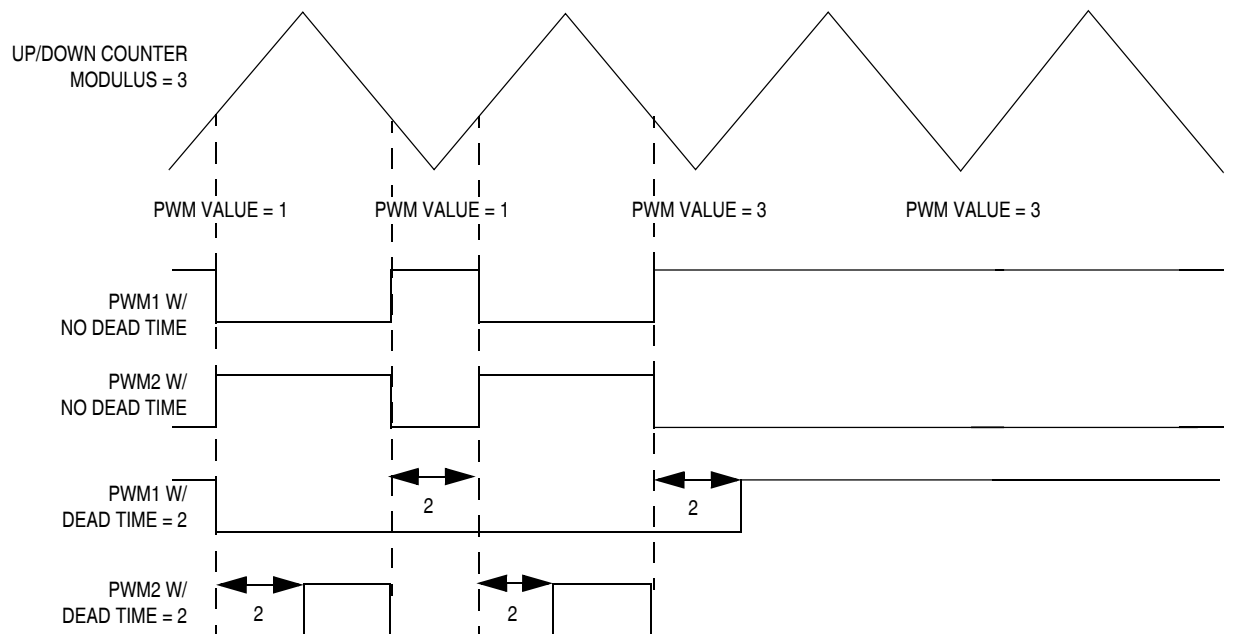 UP/DOWN COUNTER
MODULUS = 3
PWM VALUE = 1
PWM VALUE = 1
PWM VALUE = 3
PWM VALUE = 3
PWM1 W/
NO DEAD TIME
PWM2 W/
NO DEAD TIME
PWM1 W/
DEAD TIME = 2
2
2
PWM2 W/
DEAD TIME = 2
2
2